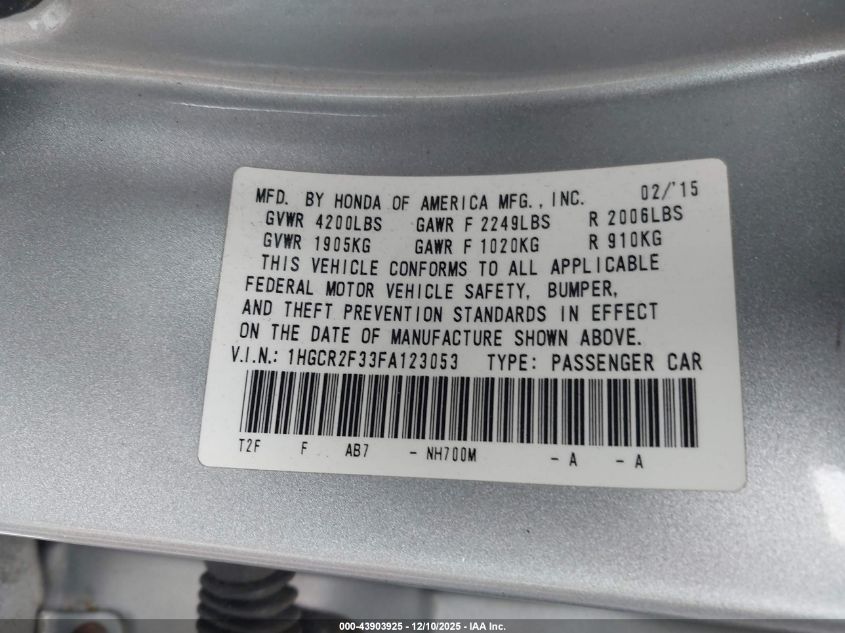 MFD. BY HONDA OF AMERICA MFG., INC. 02/'15
GVWR 4200LBS GAWR F 2249LBS R 2006LBS
GVWR 1905KG GAWR F 1020KG R 910KG
THIS VEHICLE CONFORMS TO ALL APPLICABLE
FEDERAL MOTOR VEHICLE SAFETY, BUMPER,
AND THEFT PREVENTION STANDARDS IN EFFECT
ON THE DATE OF MANUFACTURE SHOWN ABOVE.
V.I.N.: 1HGCR2F33FA123053 TYPE: PASSENGER CAR
T2F F AB7 - NH700M - A - A
000-43903925 - 12/10/2025 - IAA Inc.